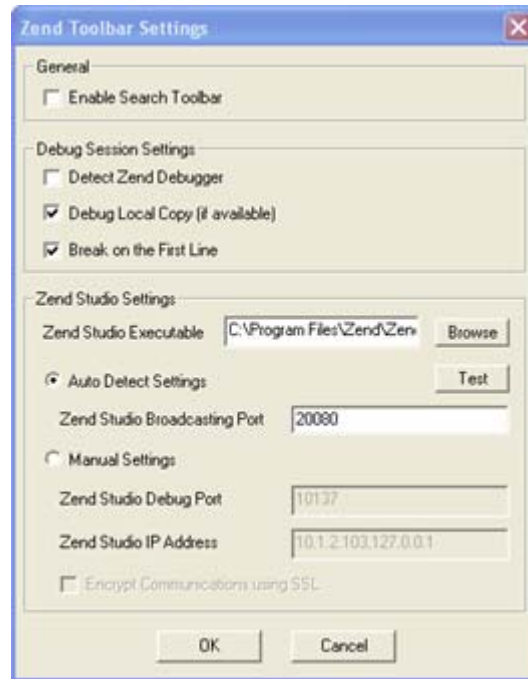 Zend Toolbar Settings
General
Enable Search Toolbar
Debug Session Settings
Detect Zend Debugger
Debug Local Copy (if available)
Break on the First Line
Zend Studio Settings
Zend Studio Executable C:\Program Files\Zend\Zen Browse
Auto Detect Settings Test
Zend Studio Broadcasting Port 20080
Manual Settings
Zend Studio Debug Port 10137
Zend Studio IP Address 10.1.2.103,127.0.0.1
Encrypt Communications using SSL
OK Cancel